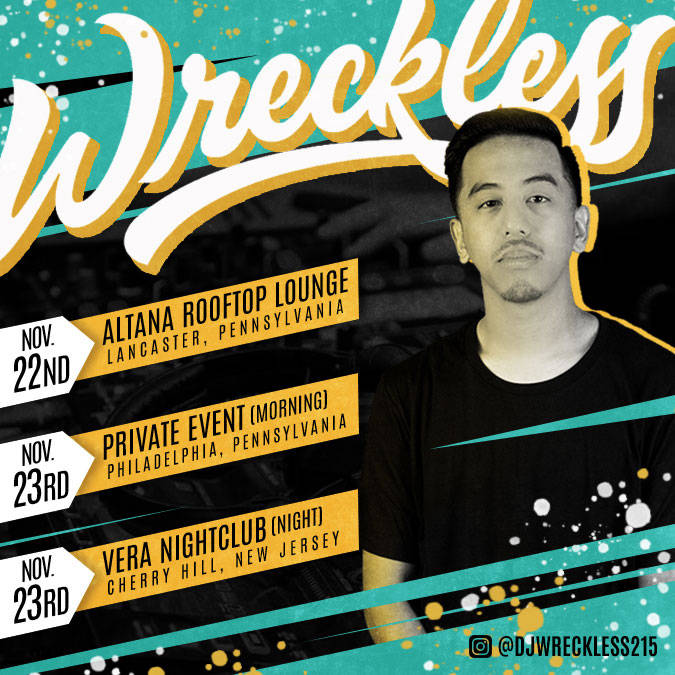 Wreckless
NOV.
22ND
ALTANA ROOFTOP LOUNGE
LANCASTER, PENNSYLVANIA
NOV.
23RD
PRIVATE EVENT (MORNING)
PHILADELPHIA, PENNSYLVANIA
NOV.
23RD
VERA NIGHTCLUB (NIGHT)
CHERRY HILL, NEW JERSEY
@DJWRECKLESS215